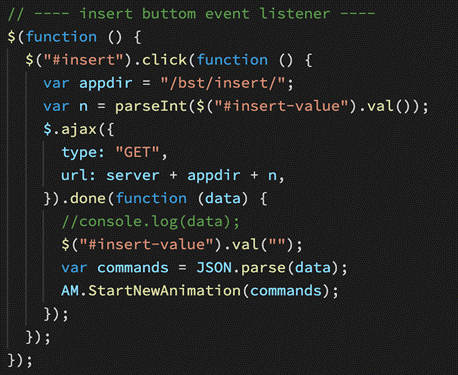 // ---- insert buttom event listener ----
$(function () {
  $("#insert").click(function () {
    var appdir = "/bst/insert/";
    var n = parseInt($("#insert-value").val());
    $.ajax({
      type: "GET",
      url: server + appdir + n,
    }).done(function (data) {
      //console.log(data);
      $("#insert-value").val("");
      var commands = JSON.parse(data);
      AM.StartNewAnimation(commands);
    });
  });
});